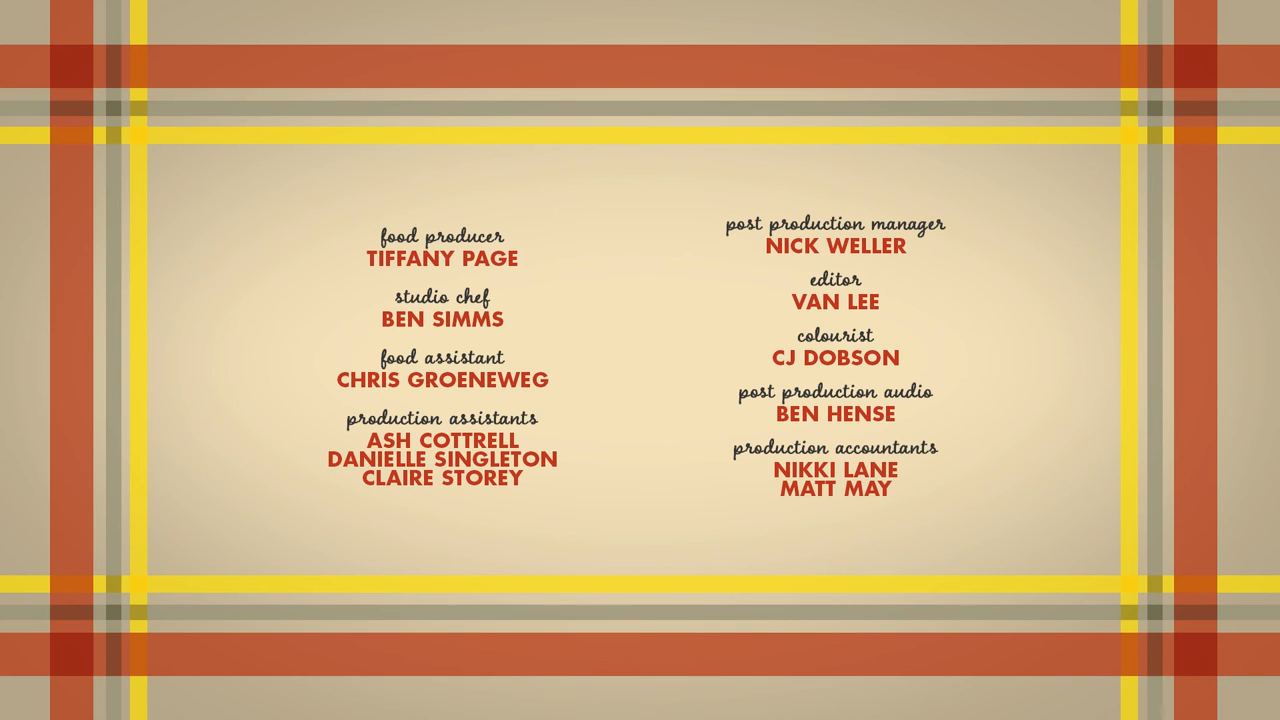 food producer
TIFFANY PAGE
studio chef
BEN SIMMS
food assistant
CHRIS GROENEWEG
production assistants
ASH COTTRELL
DANIELLE SINGLETON
CLAIRE STOREY
post production manager
NICK WELLER
editor
VAN LEE
colourist
CJ DOBSON
post production audio
BEN HENSE
production accountants
NIKKI LANE
MATT MAY